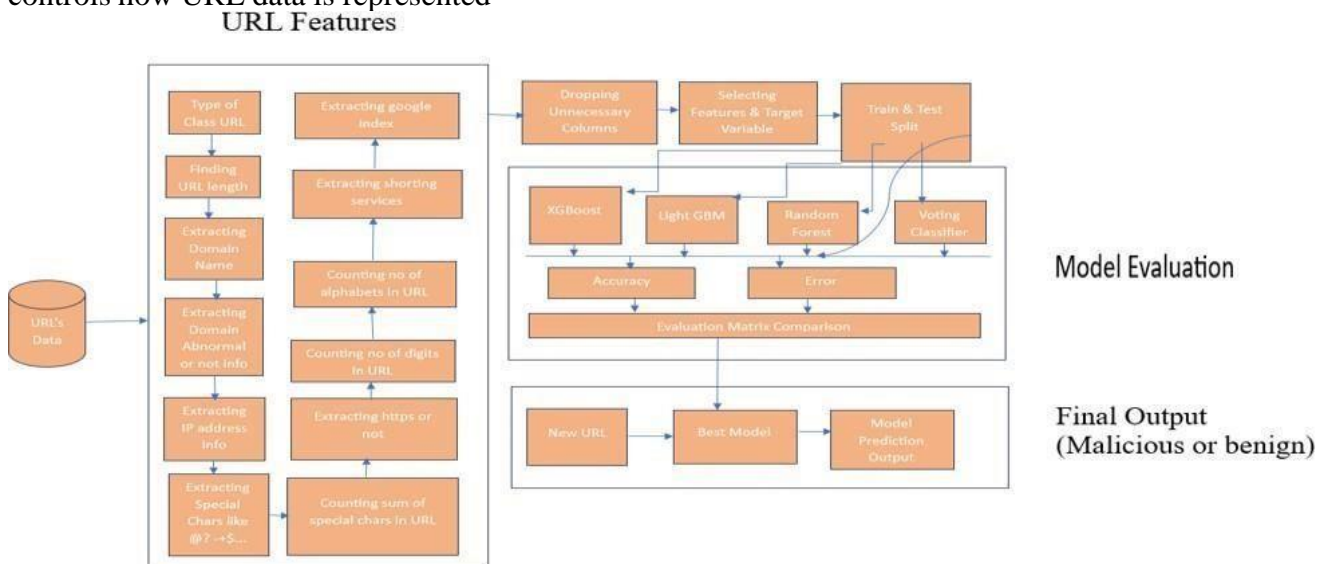 controls how URL data is represented
URL Features
URL's
Data
Type of
Class URL
Finding
URL length
Extracting
Domain
Name
Extracting
Domain
Abnormal
or not info
Extracting
IP address
Info
Extracting
Special
Chars like
@? -+$...
Counting sum of
special chars in URL
Extracting https or
not
Counting no of digits
in URL
Counting no of
alphabets in URL
Extracting shorting
services
Extracting google
index
Dropping
Unnecessary
Columns
Selecting
Features & Target
Variable
Train & Test
Split
XGBoost
Light GBM
Random
Forest
Voting
Classifier
Accuracy
Error
Evaluation Matrix Comparison
Model Evaluation
New URL
Best Model
Model
Prediction
Output
Final Output
(Malicious or benign)